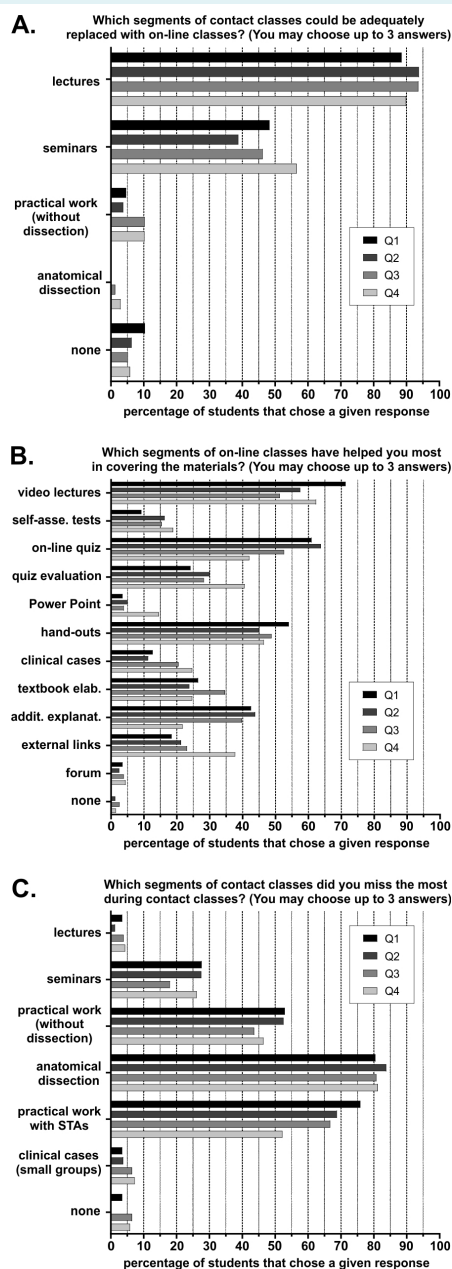 A.
Which segments of contact classes could be adequately
replaced with on-line classes? (You may choose up to 3 answers)
lectures
seminars
practical work
(without
dissection)
anatomical
dissection
none
Q1
Q2
Q3
Q4
0 10 20 30 40 50 60 70 80 90 100
percentage of students that chose a given response
B.
Which segments of on-line classes have helped you most
in covering the materials? (You may choose up to 3 answers)
video lectures
self-asse. tests
on-line quiz
quiz evaluation
Power Point
hand-outs
clinical cases
textbook elab.
addit. explanat.
external links
forum
none
Q1
Q2
Q3
Q4
0 10 20 30 40 50 60 70 80 90 100
percentage of students that chose a given response
C.
Which segments of contact classes did you miss the most
during contact classes? (You may choose up to 3 answers)
lectures
seminars
practical work
(without
dissection)
anatomical
dissection
practical work
with STAs
clinical cases
(small groups)
none
Q1
Q2
Q3
Q4
0 10 20 30 40 50 60 70 80 90 100
percentage of students that chose a given response